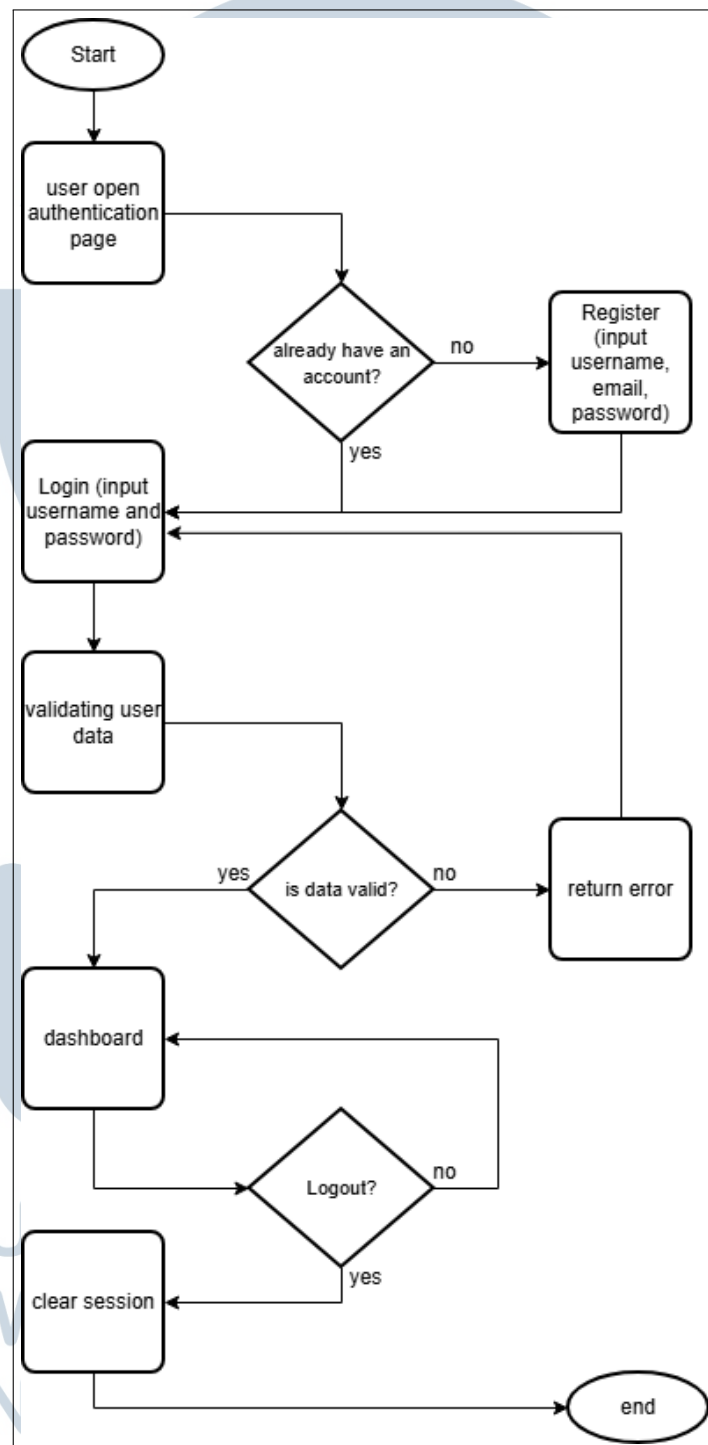 Start
user open
authentication
page
already have an
account?
no
Register
(input
username,
email,
password)
yes
Login (input
username and
password)
validating user
data
is data valid?
yes
no
return error
dashboard
Logout?
no
yes
clear session
end